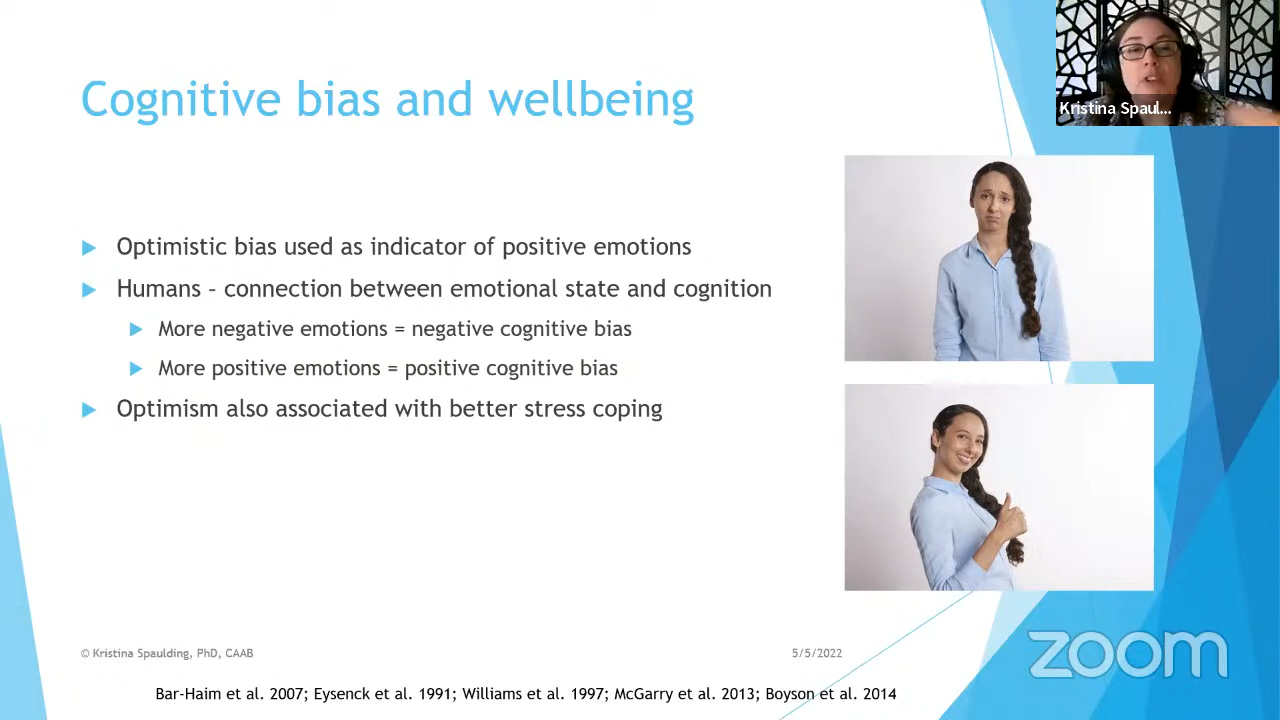 Cognitive bias and wellbeing
Kristina Spaul...
Optimistic bias used as indicator of positive emotions
Humans – connection between emotional state and cognition
More negative emotions = negative cognitive bias
More positive emotions = positive cognitive bias
Optimism also associated with better stress coping
© Kristina Spaulding, PhD, CAAB
5/5/2022
zoom
Bar-Haim et al. 2007; Eysenck et al. 1991; Williams et al. 1997; McGarry et al. 2013; Boyson et al. 2014